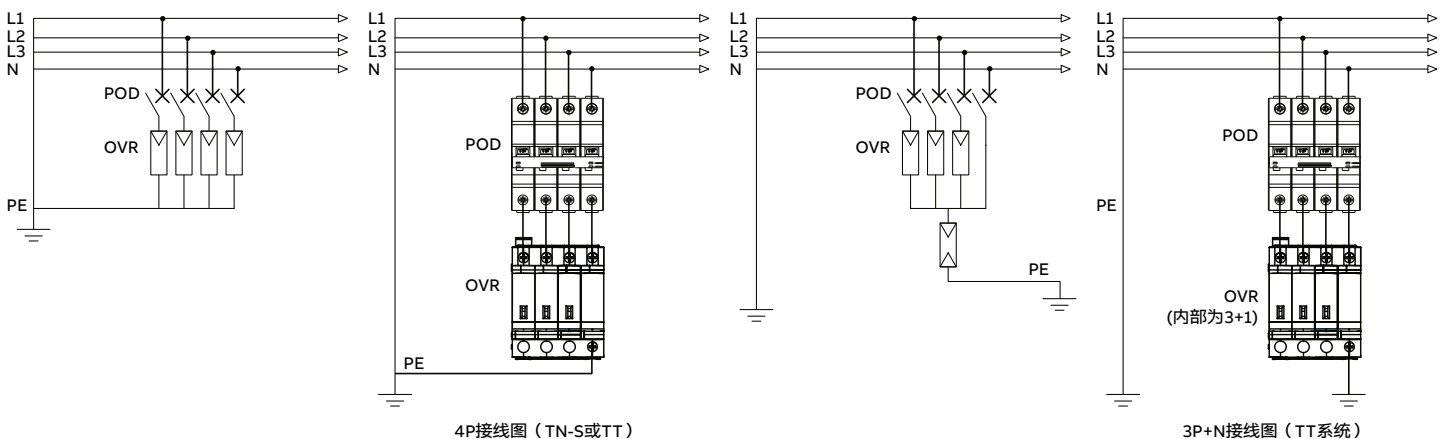 L1
L2
L3
N
POD
OVR
PE
L1
L2
L3
N
POD
OVR
PE
4P接线图（TN-S或TT）
L1
L2
L3
N
POD
OVR
PE
L1
L2
L3
N
POD
PE
OVR
(内部为3+1)
3P+N接线图（TT系统）